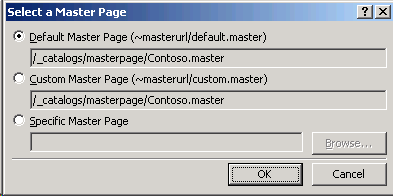 Select a Master Page
Default Master Page (~masterurl/default.master)
/_catalogs/masterpage/Contoso.master
Custom Master Page (~masterurl/custom.master)
/_catalogs/masterpage/Contoso.master
Specific Master Page
Browse...
OK Cancel